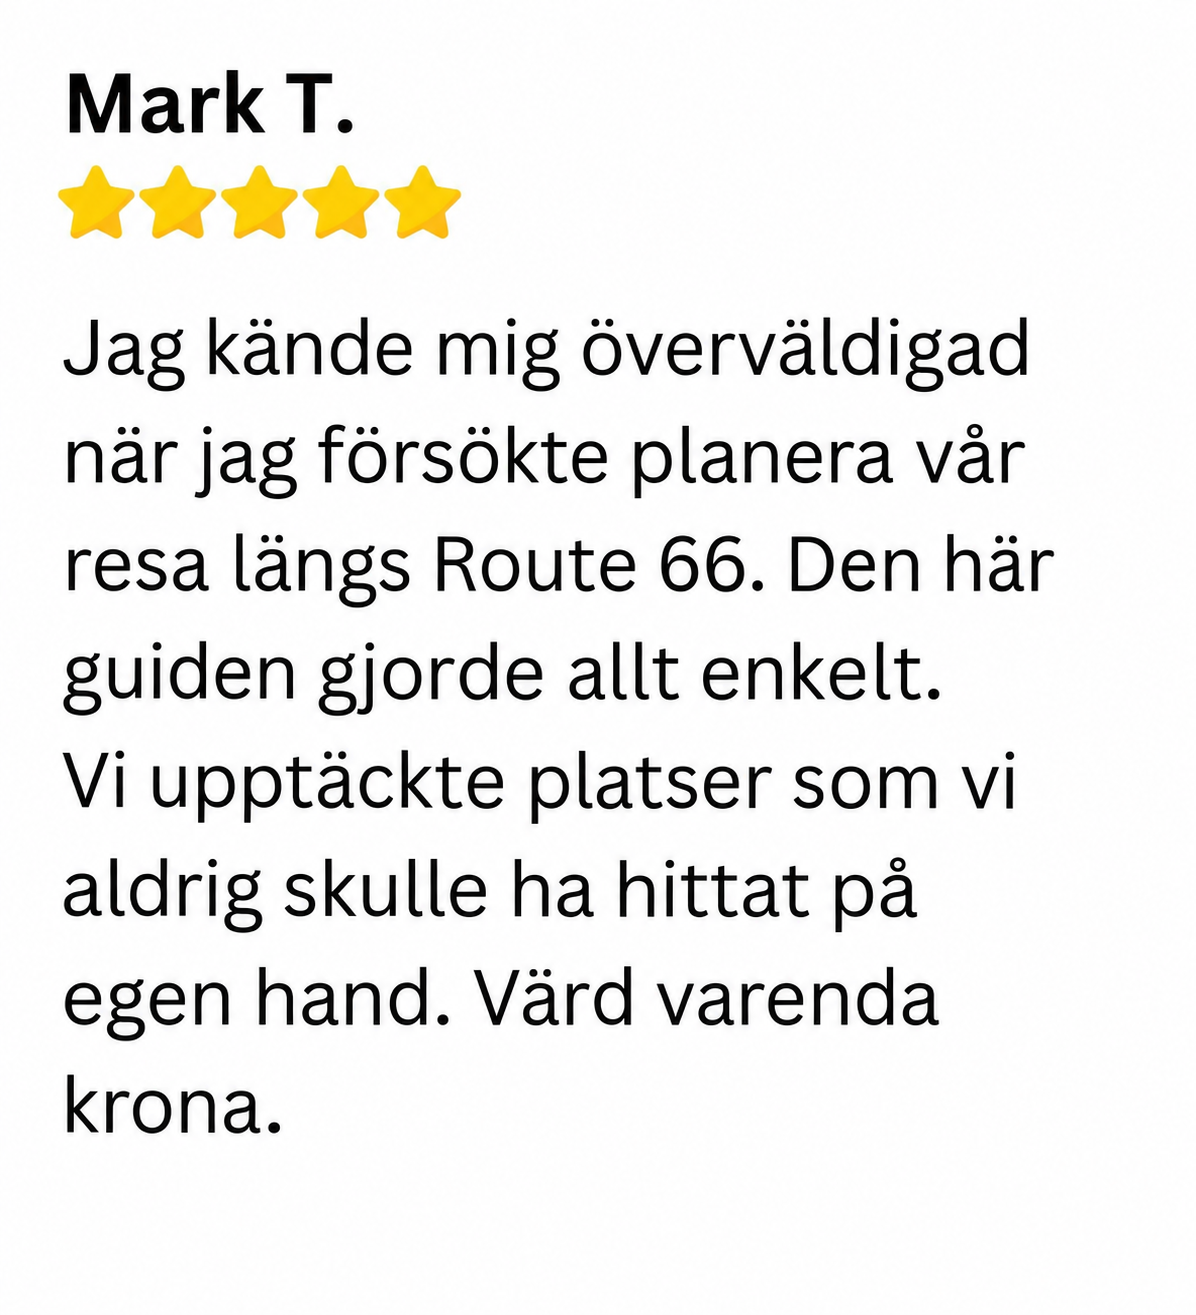 Mark T.
⭐⭐⭐⭐⭐
Jag kände mig överväldigad
när jag försökte planera vår
resa längs Route 66. Den här
guiden gjorde allt enkelt.
Vi upptäckte platser som vi
aldrig skulle ha hittat på
egen hand. Värd varenda
krona.